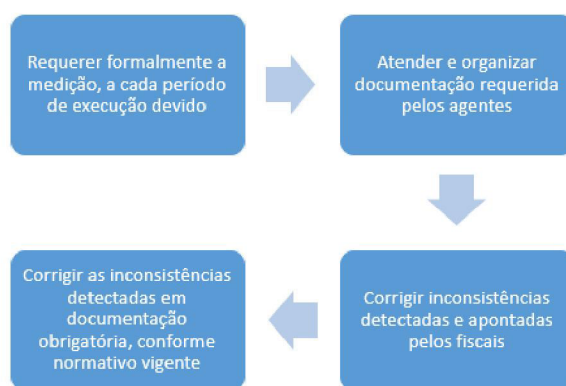 Requerer formalmente a
medição, a cada período
de execução devido
Atender e organizar
documentação requerida
pelos agentes
Corrigir inconsistências
detectadas e apontadas
pelos fiscais
Corrigir as inconsistências
detectadas em
documentação
obrigatória, conforme
normativo vigente